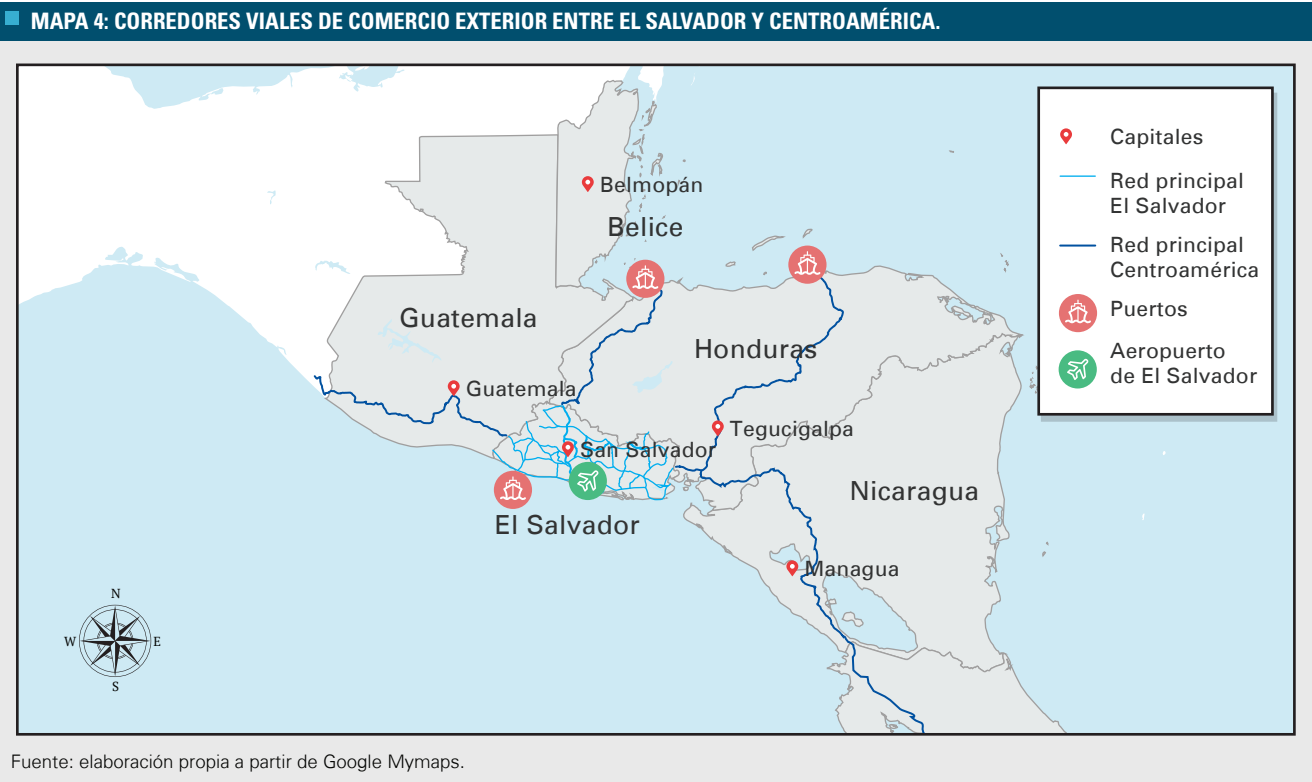 MAPA 4: CORREDORES VIALES DE COMERCIO EXTERIOR ENTRE EL SALVADOR Y CENTROAMÉRICA.
Capitales
Red principal
El Salvador
Red principal
Centroamérica
Puertos
Aeropuerto
de El Salvador
Belmopán
Belice
Guatemala
Honduras
Guatemala
Tegucigalpa
San Salvador
Nicaragua
El Salvador
Managua
N
W
E
S
Fuente: elaboración propia a partir de Google Mymaps.